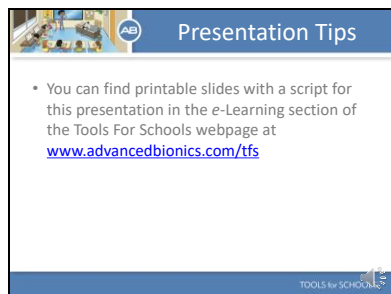 AB
Presentation Tips
• You can find printable slides with a script for
this presentation in the e-Learning section of
the Tools For Schools webpage at
www.advancedbionics.com/tfs
TOOLS for SCHOOLS